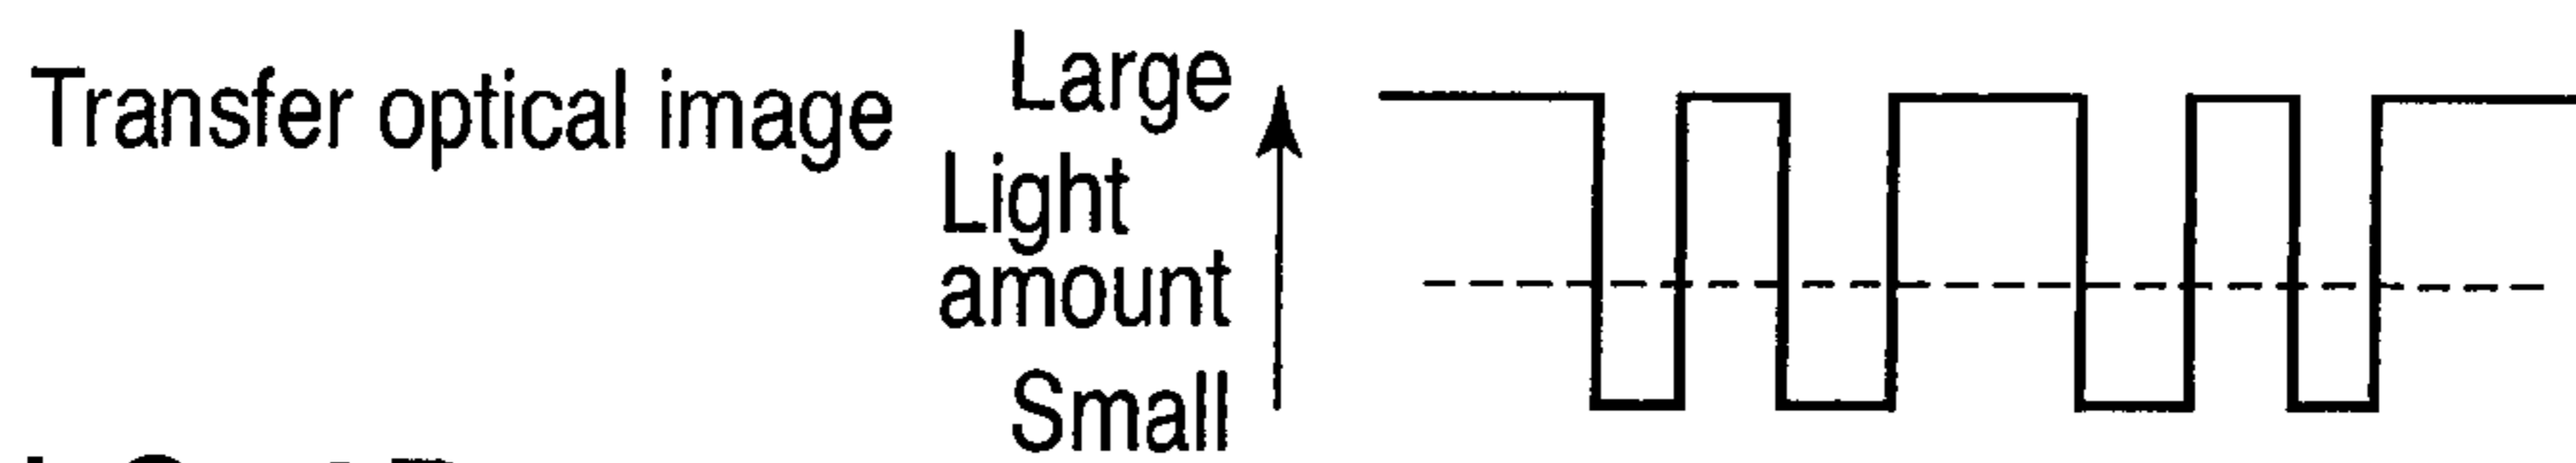 Transfer optical image
Large
Light
amount
Small